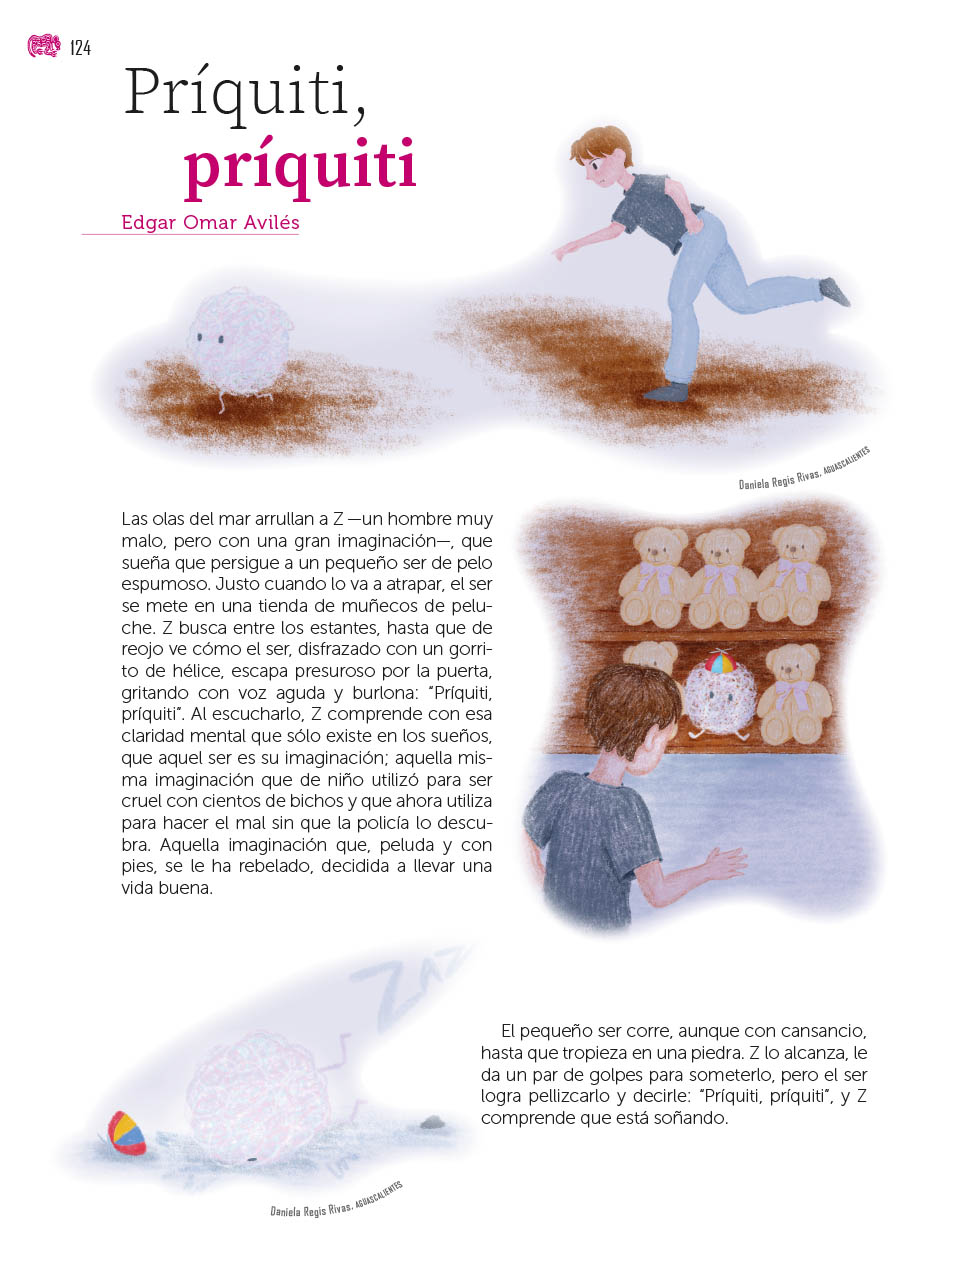 124
Príquiti,
príquiti
Edgar Omar Avilés
Daniela Regis Rivas, AGUASCALIENTES
Las olas del mar arrullan a Z —un hombre muy
malo, pero con una gran imaginación—, que
sueña que persigue a un pequeño ser de pelo
espumoso. Justo cuando lo va a atrapar, el ser
se mete en una tienda de muñecos de pelu-
che. Z busca entre los estantes, hasta que de
reojo ve cómo el ser, disfrazado con un gorri-
to de hélice, escapa presuroso por la puerta,
gritando con voz aguda y burlona: “Príquiti,
príquiti”. Al escucharlo, Z comprende con esa
claridad mental que sólo existe en los sueños,
que aquel ser es su imaginación; aquella mis-
ma imaginación que de niño utilizó para ser
cruel con cientos de bichos y que ahora utiliza
para hacer el mal sin que la policía lo descu-
bra. Aquella imaginación que, peluda y con
pies, se le ha rebelado, decidida a llevar una
vida buena.
ZAZ
El pequeño ser corre, aunque con cansancio,
hasta que tropieza en una piedra. Z lo alcanza, le
da un par de golpes para someterlo, pero el ser
logra pellizcarlo y decirle: “Príquiti, príquiti”, y Z
comprende que está soñando.
Daniela Regis Rivas, AGUASCALIENTES